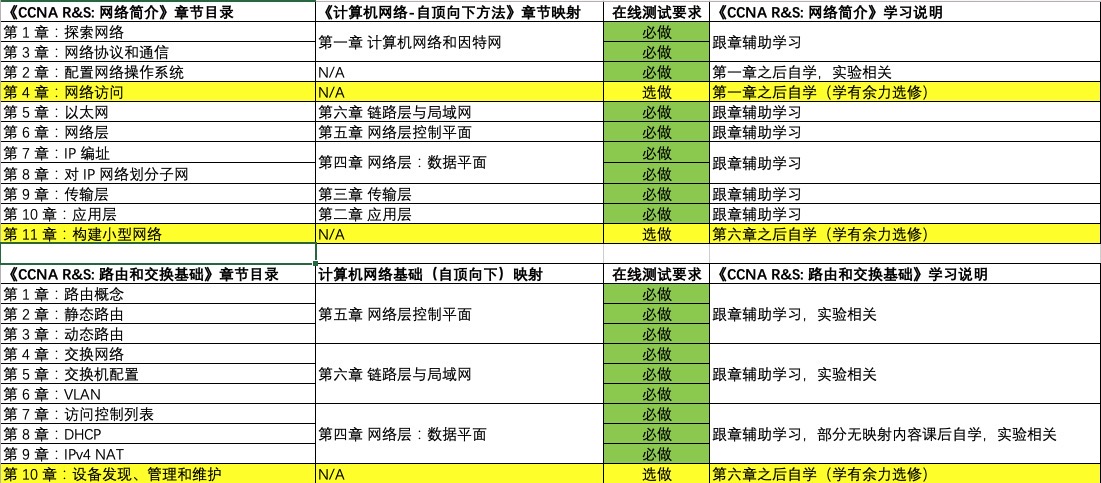 《CCNA R&S: 网络简介》章节目录 《计算机网络-自顶向下方法》章节映射 在线测试要求 《CCNA R&S: 网络简介》学习说明
第 1 章：探索网络 第一章 计算机网络和因特网 必做 跟章辅助学习
第 3 章：网络协议和通信 必做
第 2 章：配置网络操作系统 N/A 必做 第一章之后自学，实验相关
第 4 章：网络访问 N/A 选做 第一章之后自学（学有余力选修）
第 5 章：以太网 第六章 链路层与局域网 必做 跟章辅助学习
第 6 章：网络层 第五章 网络层控制平面 必做 跟章辅助学习
第 7 章：IP 编址 第四章 网络层：数据平面 必做 跟章辅助学习
第 8 章：对 IP 网络划分子网 必做
第 9 章：传输层 第三章 传输层 必做 跟章辅助学习
第 10 章：应用层 第二章 应用层 必做 跟章辅助学习
第 11 章：构建小型网络 N/A 选做 第六章之后自学（学有余力选修）
《CCNA R&S: 路由和交换基础》章节目录 计算机网络基础（自顶向下）映射 在线测试要求 《CCNA R&S: 路由和交换基础》学习说明
第 1 章：路由概念 第五章 网络层控制平面 必做 跟章辅助学习，实验相关
第 2 章：静态路由 必做
第 3 章：动态路由 必做
第 4 章：交换网络 第六章 链路层与局域网 必做 跟章辅助学习，实验相关
第 5 章：交换机配置 必做
第 6 章：VLAN 必做
第 7 章：访问控制列表 第四章 网络层：数据平面 必做 跟章辅助学习，部分无映射内容课后自学，实验相关
第 8 章：DHCP 必做
第 9 章：IPv4 NAT 必做
第 10 章：设备发现、管理和维护 N/A 选做 第六章之后自学（学有余力选修）